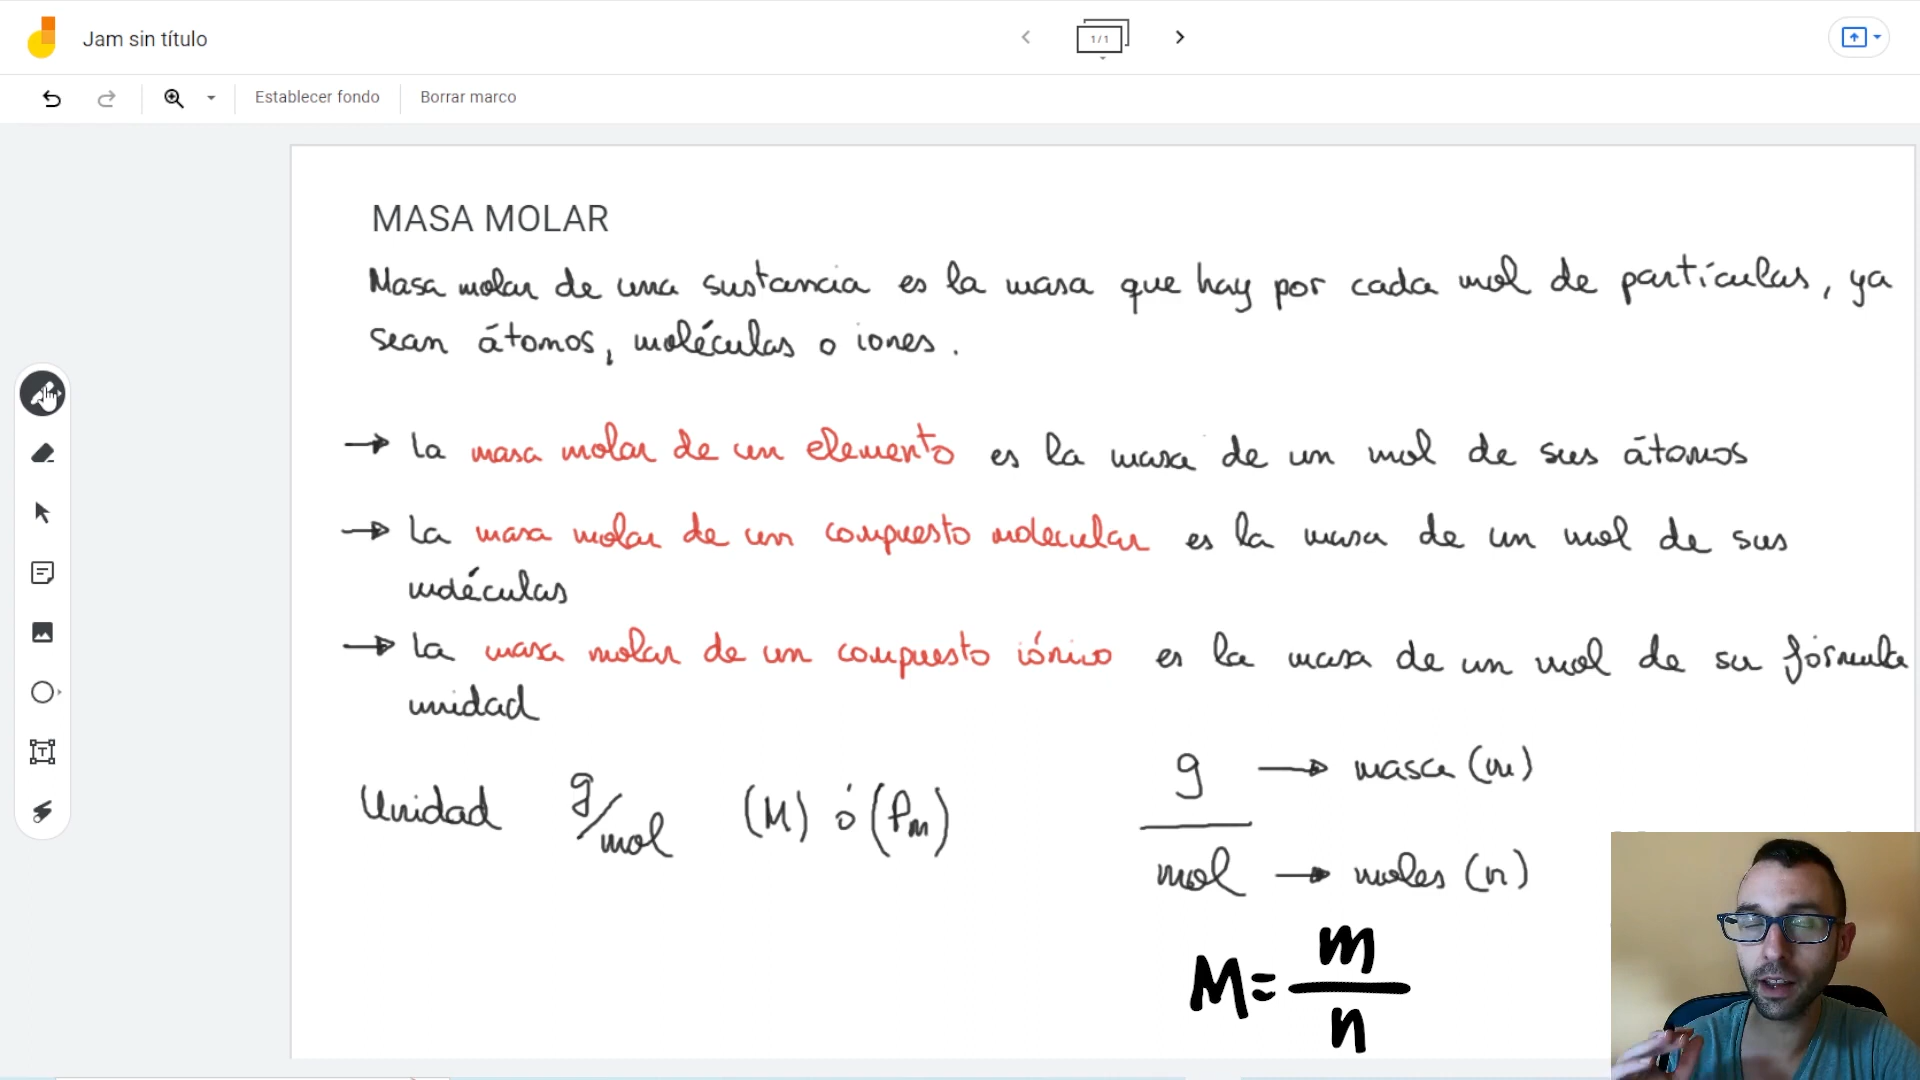 Jam sin título
1/1
Establecer fondo
Borrar marco
MASA MOLAR
Masa molar de una sustancia es la masa que hay por cada mol de partículas, ya
sean átomos, moléculas o iones.
→ La masa molar de un elemento es la masa de un mol de sus átomos
→ La masa molar de un compuesto molecular es la masa de un mol de sus
moléculas
→ La masa molar de un compuesto iónico es la masa de un mol de su fórmula
unidad
Unidad g/mol (M) ó (Pm)
g → masa (m)
mol → moles (n)
M = m
n